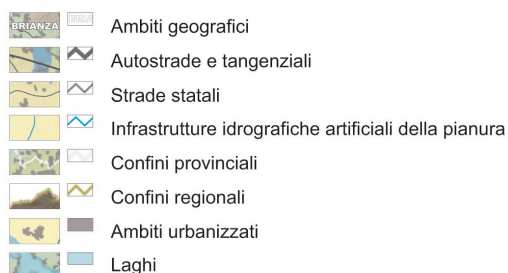 BRIANZA
Ambiti geografici
Autostrade e tangenziali
Strade statali
Infrastrutture idrografiche artificiali della pianura
Confini provinciali
Confini regionali
Ambiti urbanizzati
Laghi